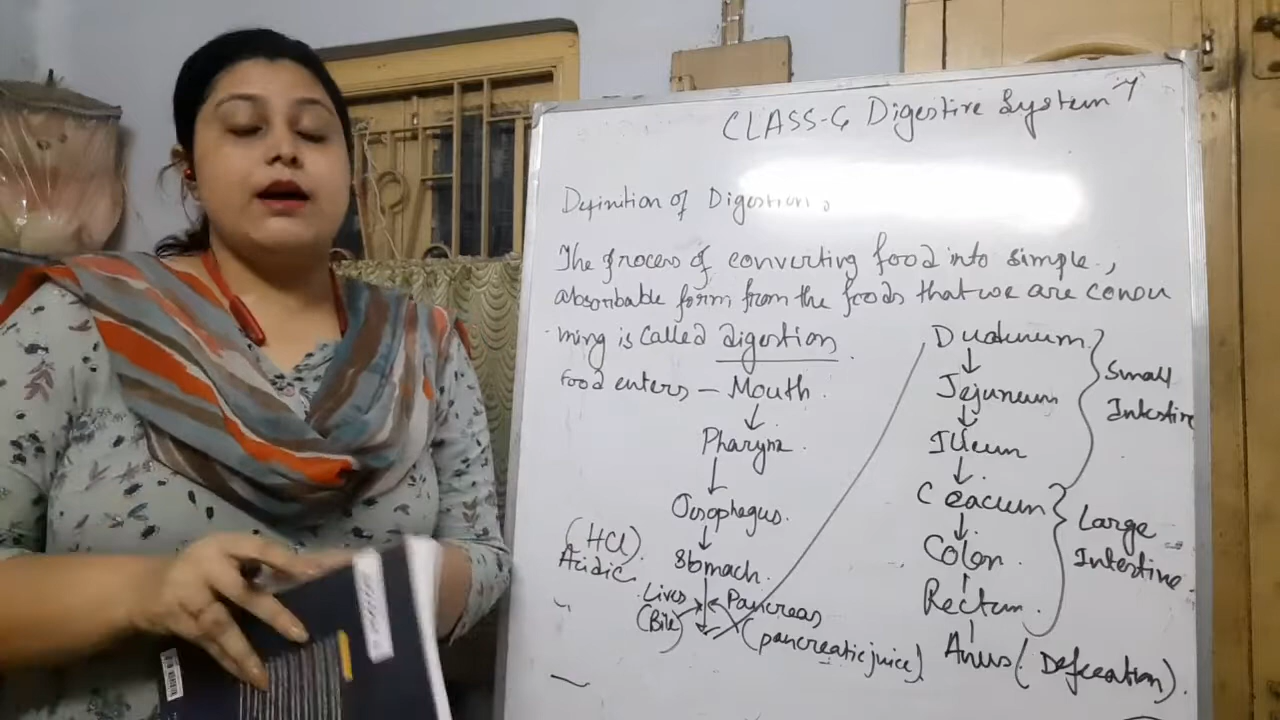 CLASS-6 Digestive System
Definition of Digestion
The process of converting food into simple,
absorbable form from the foods that we are consu
ming is called digestion.
food enters – Mouth.
Pharynx.
Oesophagus.
(HCl) Acidic
Stomach.
Liver (Bile)
Pancreas (pancreatic juice)
Duodenum.
Jejunum
Illeum
Small Intestine
Ceacum
Colon.
Rectum.
Large Intestine
Anus (Defecation).